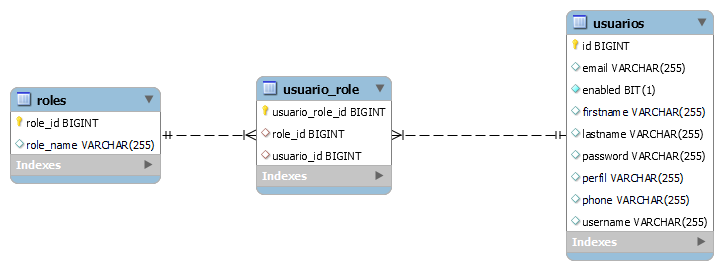 roles
role_id BIGINT
role_name VARCHAR(255)
Indexes
usuario_role
usuario_role_id BIGINT
role_id BIGINT
usuario_id BIGINT
Indexes
usuarios
id BIGINT
email VARCHAR(255)
enabled BIT(1)
firstname VARCHAR(255)
lastname VARCHAR(255)
password VARCHAR(255)
perfil VARCHAR(255)
phone VARCHAR(255)
username VARCHAR(255)
Indexes